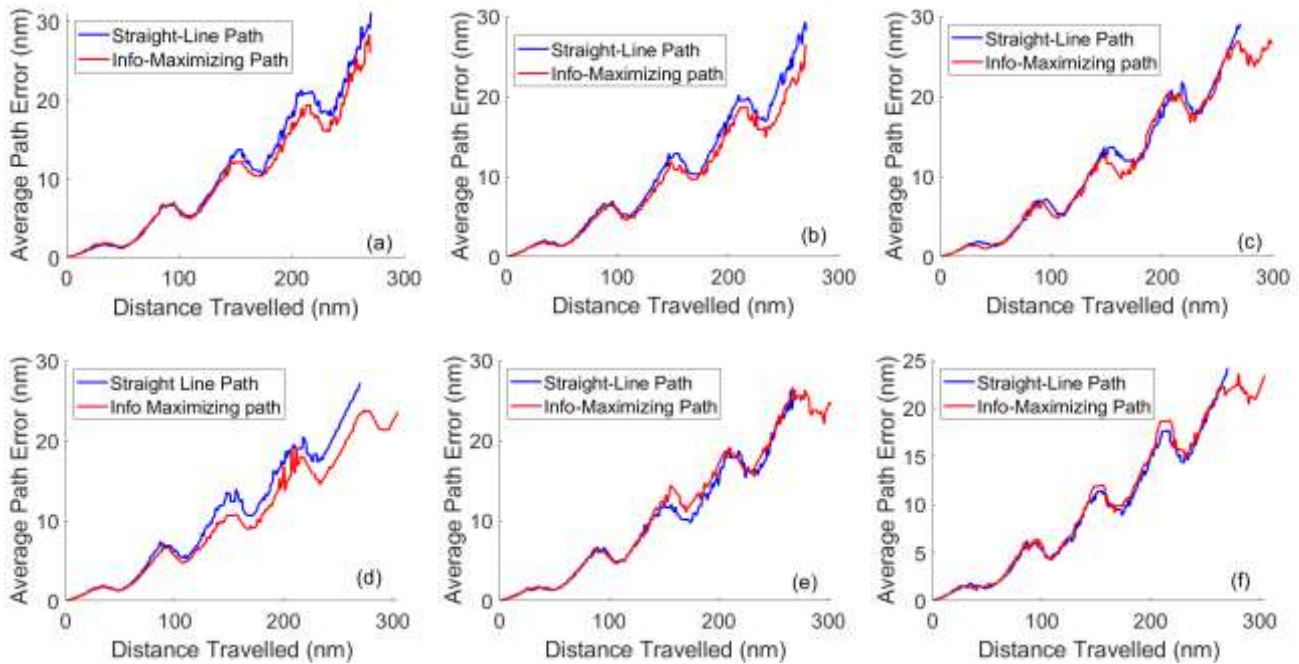 Average Path Error (nm)
30
20
10
0
Straight-Line Path
Info-Maximizing Path
(a)
0 100 200 300
Distance Travelled (nm)
Average Path Error (nm)
30
20
10
0
Straight-Line Path
Info-Maximizing path
(b)
0 100 200 300
Distance Travelled (nm)
Average Path Error (nm)
30
20
10
0
Straight-Line Path
Info-Maximizing path
(c)
0 100 200 300
Distance Travelled (nm)
Average Path Error (nm)
30
20
10
0
Straight Line Path
Info Maximizing path
(d)
0 100 200 300
Distance Travelled (nm)
Average Path Error (nm)
30
20
10
0
Straight-Line Path
Info-Maximizing Path
(e)
0 100 200 300
Distance Travelled (nm)
Average Path Error (nm)
25
20
15
10
5
0
Straight-Line Path
Info-Maximizing Path
(f)
0 100 200 300
Distance Travelled (nm)